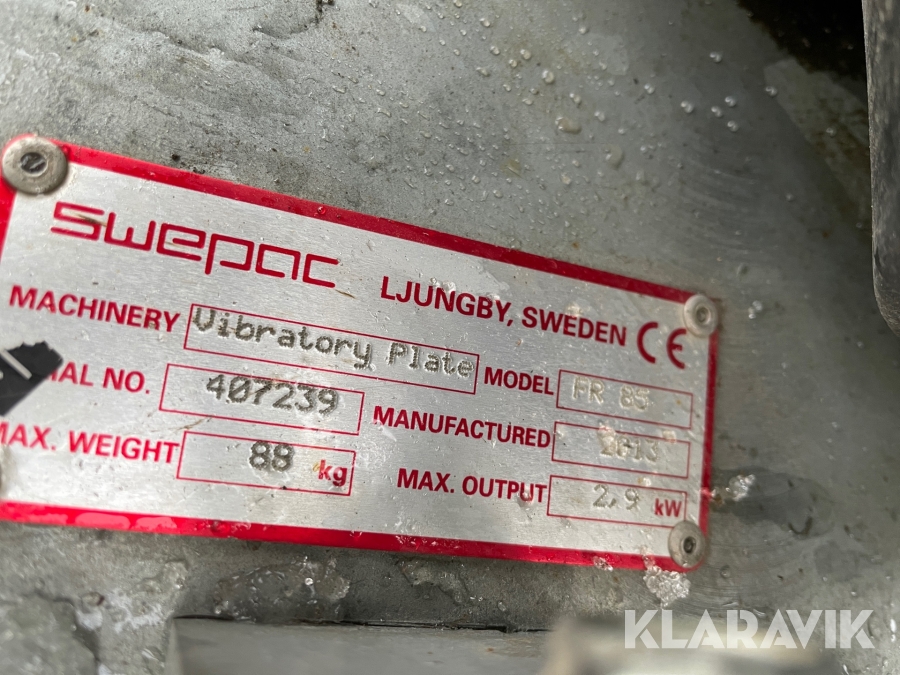 swepac LJUNGBY, SWEDEN CE
MACHINERY Vibratory Plate MODEL FR 85
IAL NO. 407239 MANUFACTURED 2013
MAX. WEIGHT 88 kg MAX. OUTPUT 2,9 kW
KLARAVIK